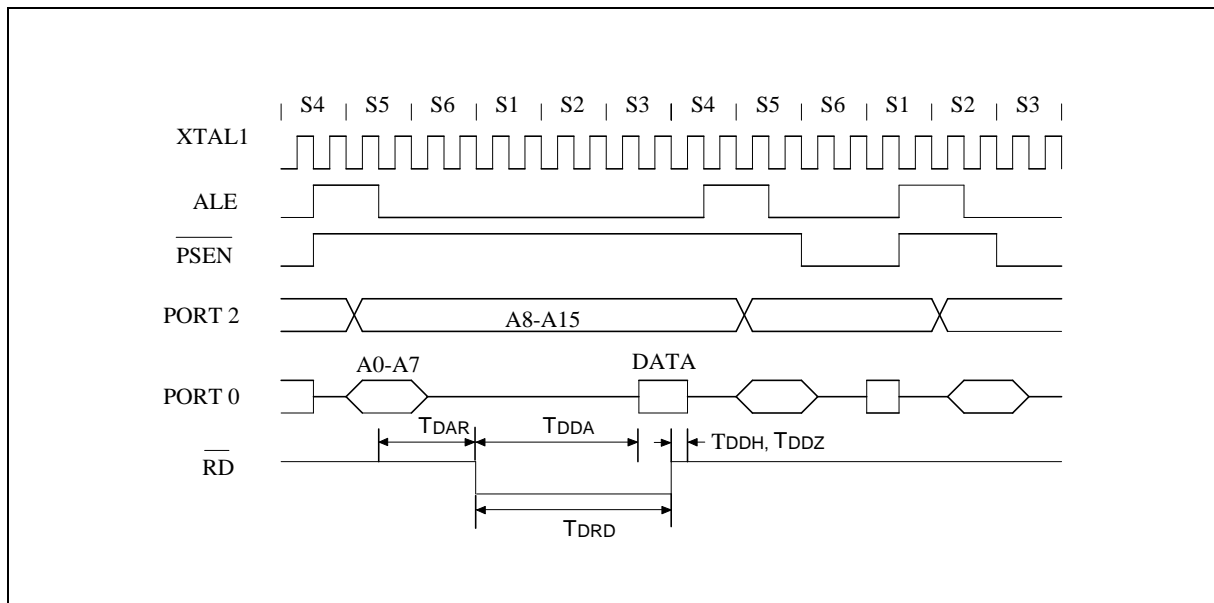 S4 S5 S6 S1 S2 S3 S4 S5 S6 S1 S2 S3
XTAL1
ALE
PSEN
PORT 2
A8-A15
A0-A7 DATA
PORT 0
TDAR TDDA TDDH, TDDZ
RD
TDRD